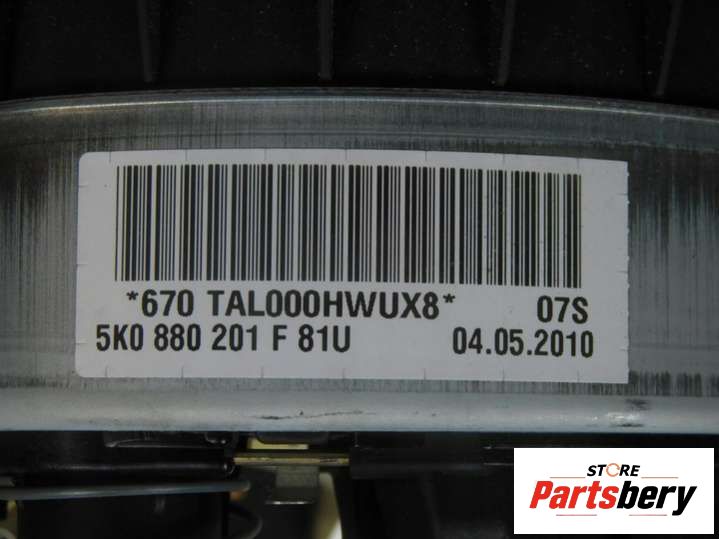 *670 TAL000HWUX8* 07S
5K0 880 201 F 81U 04.05.2010
STORE
Partsbery